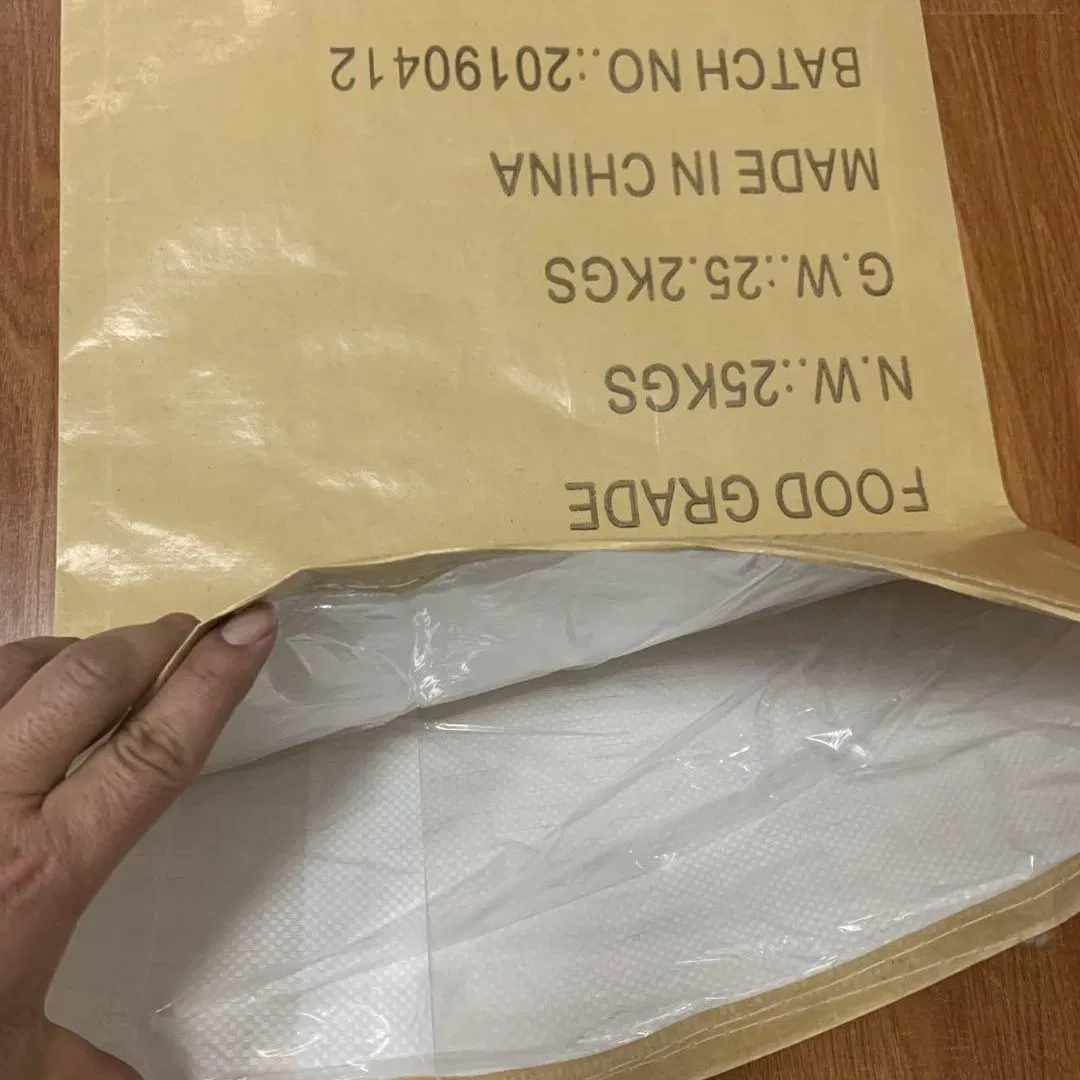 FOOD GRADE
N.W.:25KGS
G.W.:25.2KGS
MADE IN CHINA
BATCH NO.:20190412